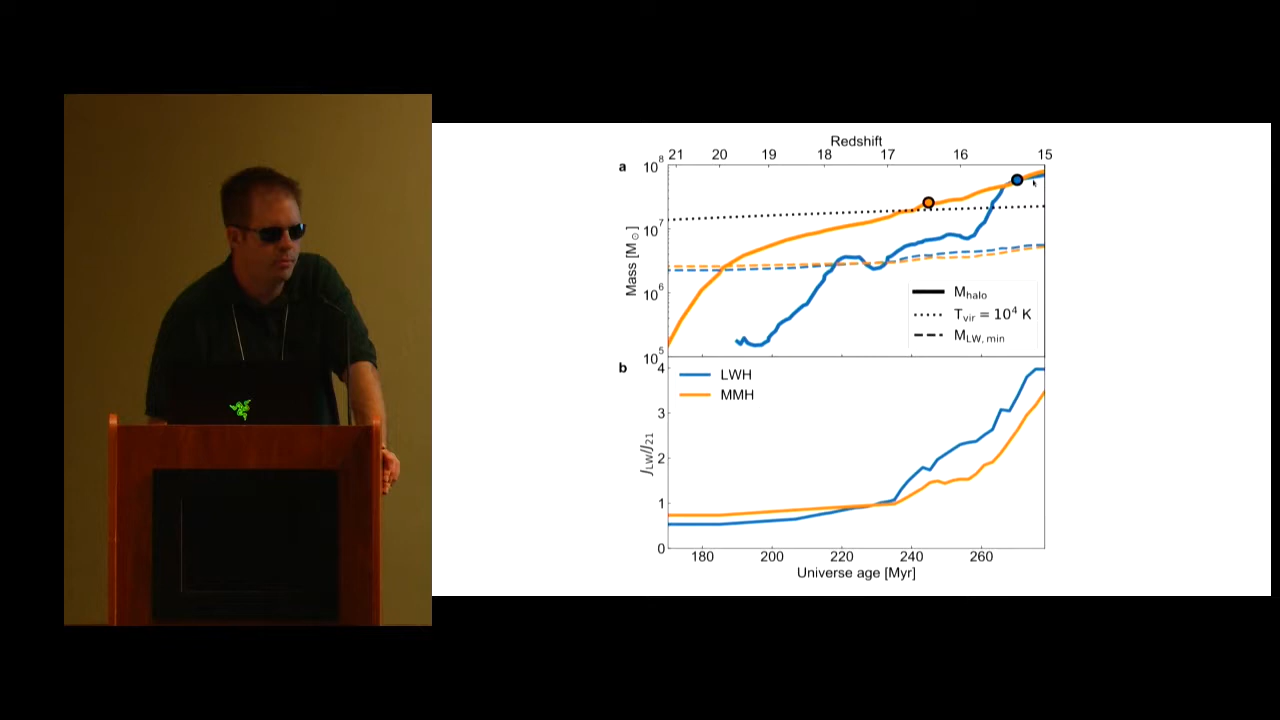 Redshift
21 20 19 18 17 16 15
a
10^8
10^7
10^6
10^5
Mass [M☉]
M_halo
T_vir = 10^4 K
M_LW, min
b
LWH
MMH
4
3
2
1
0
J_LW/J_21
180 200 220 240 260
Universe age [Myr]